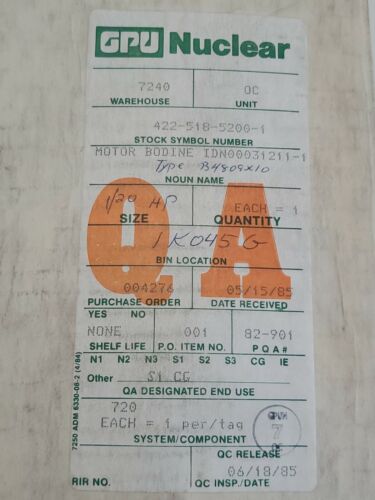 GPU Nuclear
7240 OC
WAREHOUSE UNIT
422-518-5200-1
STOCK SYMBOL NUMBER
MOTOR BODINE IDN00031211-1
Type B4809X10
NOUN NAME
1/20 HP EACH = 1
SIZE QUANTITY
QA
1K045G
BIN LOCATION
004276 05/15/85
PURCHASE ORDER DATE RECEIVED
YES NO
NONE 001 82-901
SHELF LIFE P.O. ITEM NO. P Q A #
N1 N2 N3 S1 S2 S3 CG IE
Other S1 CG
QA DESIGNATED END USE
720
EACH = 1 per/tag
SYSTEM/COMPONENT
GPUN
7
QC
QC RELEASE
06/18/85
RIR NO. QC INSP./DATE
7250 ADM 6330-08-2 (4/84)